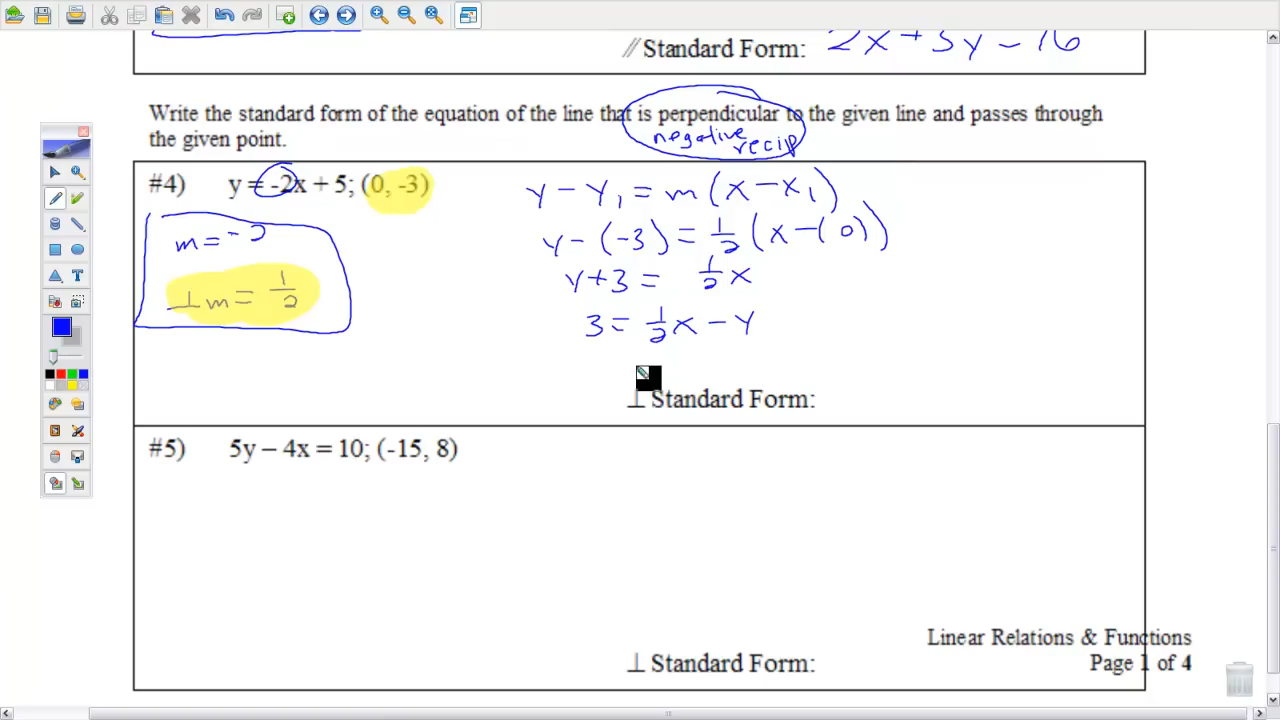 // Standard Form: 2x + 3y = 16
Write the standard form of the equation of the line that is perpendicular to the given line and passes through
the given point.
negative
recip
#4) y = -2x + 5; (0, -3)
m = -2
⊥ m = 1/2
y - y₁ = m(x - x₁)
y - (-3) = 1/2 (x - (0))
y + 3 = 1/2 x
3 = 1/2 x - y
⊥ Standard Form:
#5) 5y – 4x = 10; (-15, 8)
⊥ Standard Form:
Linear Relations & Functions
Page 1 of 4